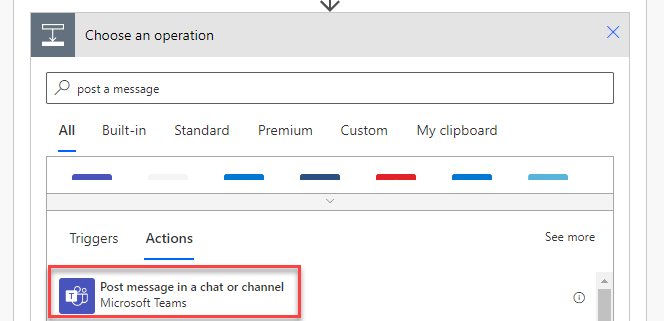 Choose an operation
post a message
All Built-in Standard Premium Custom My clipboard
Triggers Actions See more
Post message in a chat or channel
Microsoft Teams